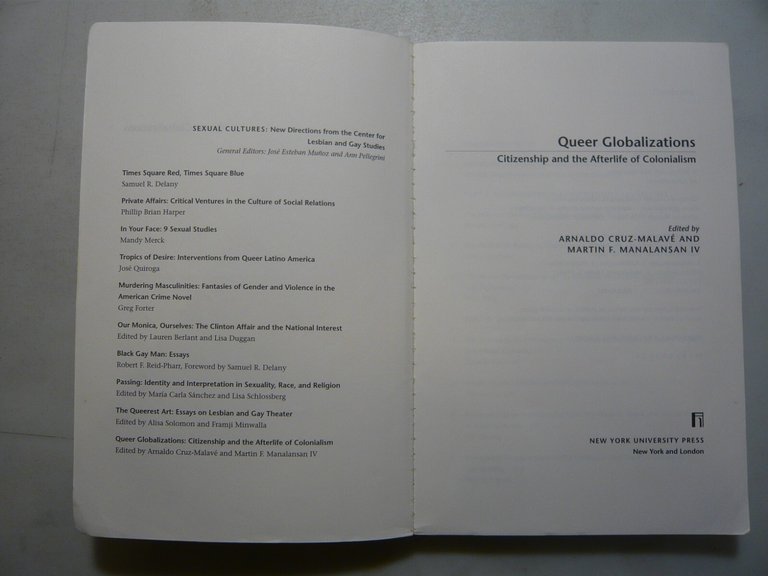 SEXUAL CULTURES: New Directions from the Center for
Lesbian and Gay Studies
General Editors: José Esteban Muñoz and Ann Pellegrini
Times Square Red, Times Square Blue
Samuel R. Delany
Private Affairs: Critical Ventures in the Culture of Social Relations
Phillip Brian Harper
In Your Face: 9 Sexual Studies
Mandy Merck
Tropics of Desire: Interventions from Queer Latino America
José Quiroga
Murdering Masculinities: Fantasies of Gender and Violence in the
American Crime Novel
Greg Forter
Our Monica, Ourselves: The Clinton Affair and the National Interest
Edited by Lauren Berlant and Lisa Duggan
Black Gay Man: Essays
Robert F. Reid-Pharr, Foreword by Samuel R. Delany
Passing: Identity and Interpretation in Sexuality, Race, and Religion
Edited by María Carla Sánchez and Lisa Schlossberg
The Queerest Art: Essays on Lesbian and Gay Theater
Edited by Alisa Solomon and Framji Minwalla
Queer Globalizations: Citizenship and the Afterlife of Colonialism
Edited by Arnaldo Cruz-Malavé and Martin F. Manalansan IV
Queer Globalizations
Citizenship and the Afterlife of Colonialism
Edited by
ARNALDO CRUZ-MALAVÉ AND
MARTIN F. MANALANSAN IV
NEW YORK UNIVERSITY PRESS
New York and London